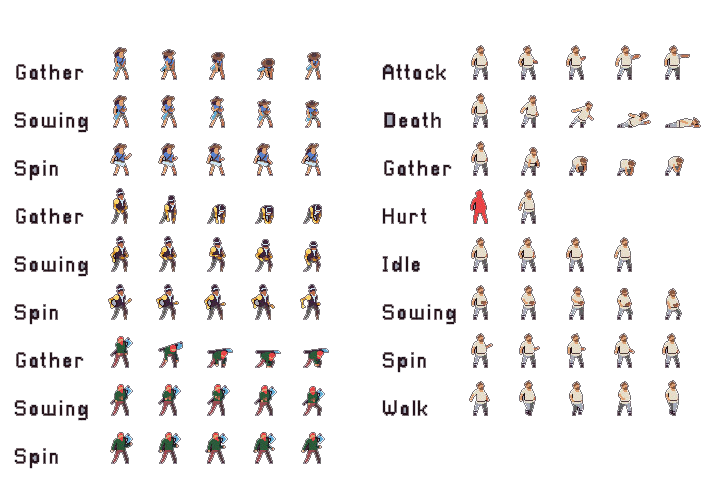 Gather
Sowing
Spin
Gather
Sowing
Spin
Gather
Sowing
Spin
Attack
Death
Gather
Hurt
Idle
Sowing
Spin
Walk